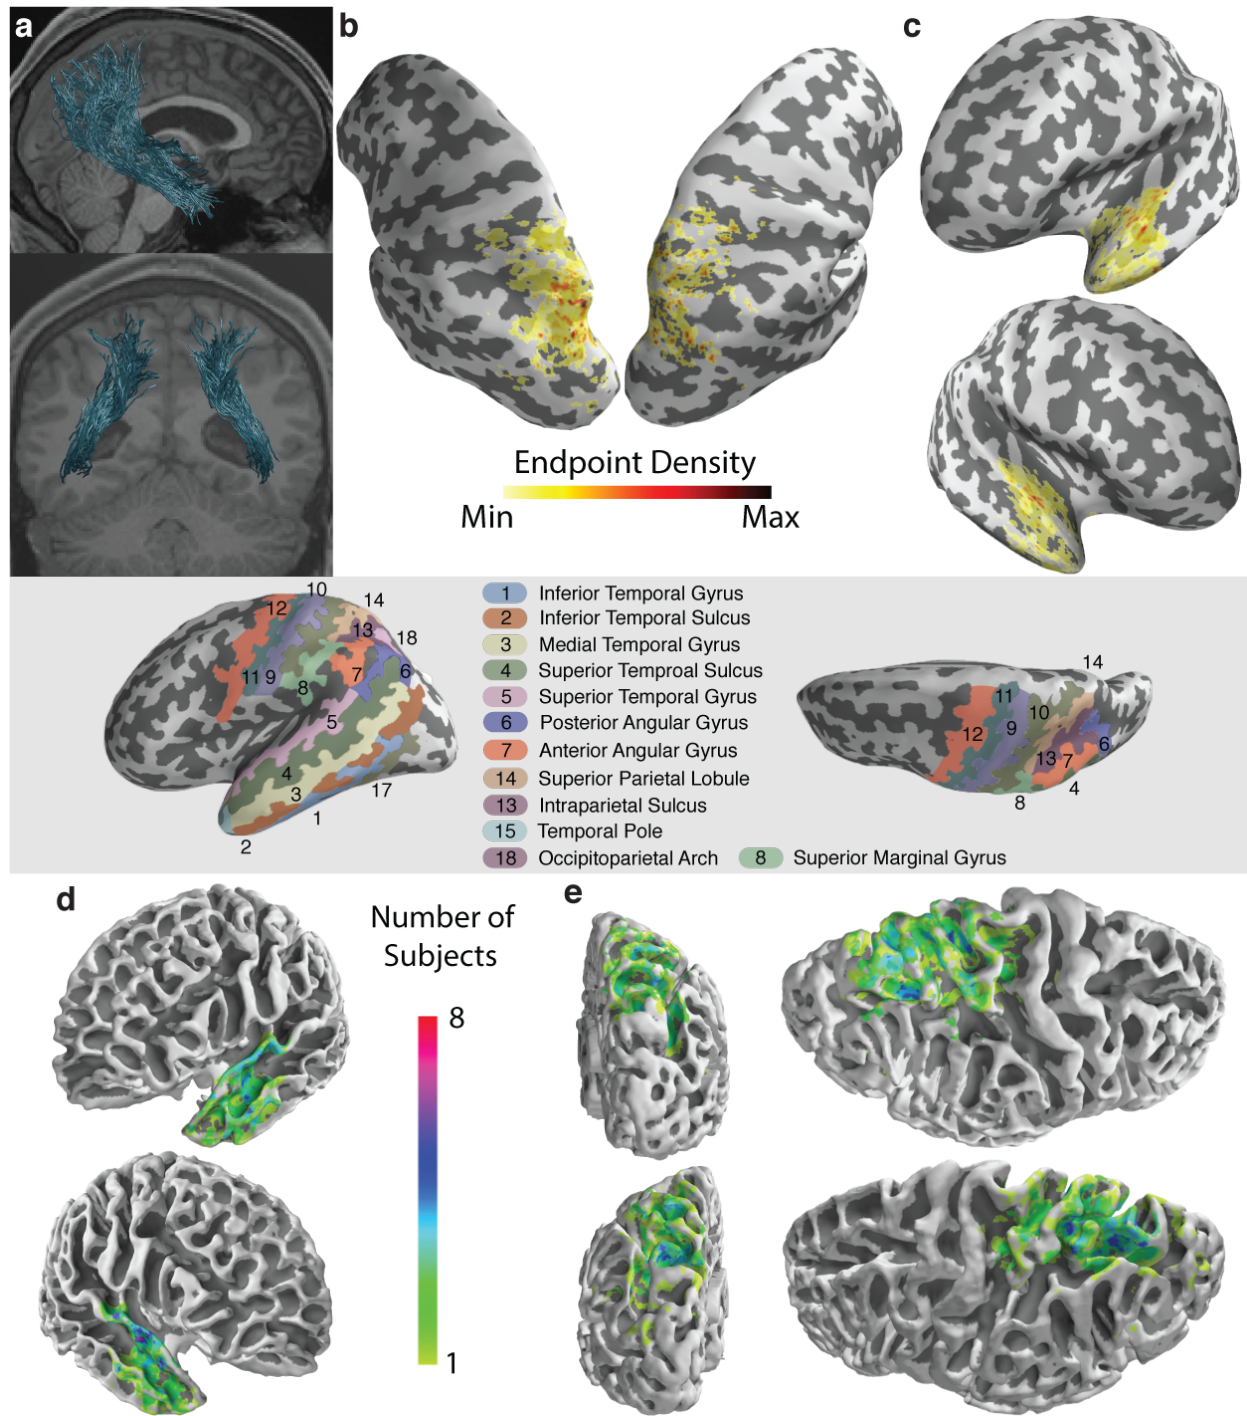 a
b
c
Endpoint Density
Min Max
10
12
14
13
18
11 9
8
7
6
5
4
3
17
1
2
1 Inferior Temporal Gyrus
2 Inferior Temporal Sulcus
3 Medial Temporal Gyrus
4 Superior Temproal Sulcus
5 Superior Temporal Gyrus
6 Posterior Angular Gyrus
7 Anterior Angular Gyrus
14 Superior Parietal Lobule
13 Intraparietal Sulcus
15 Temporal Pole
18 Occipitoparietal Arch 8 Superior Marginal Gyrus
14
11
10
9
12
6
13 7
4
8
d
Number of
Subjects
8
1
e